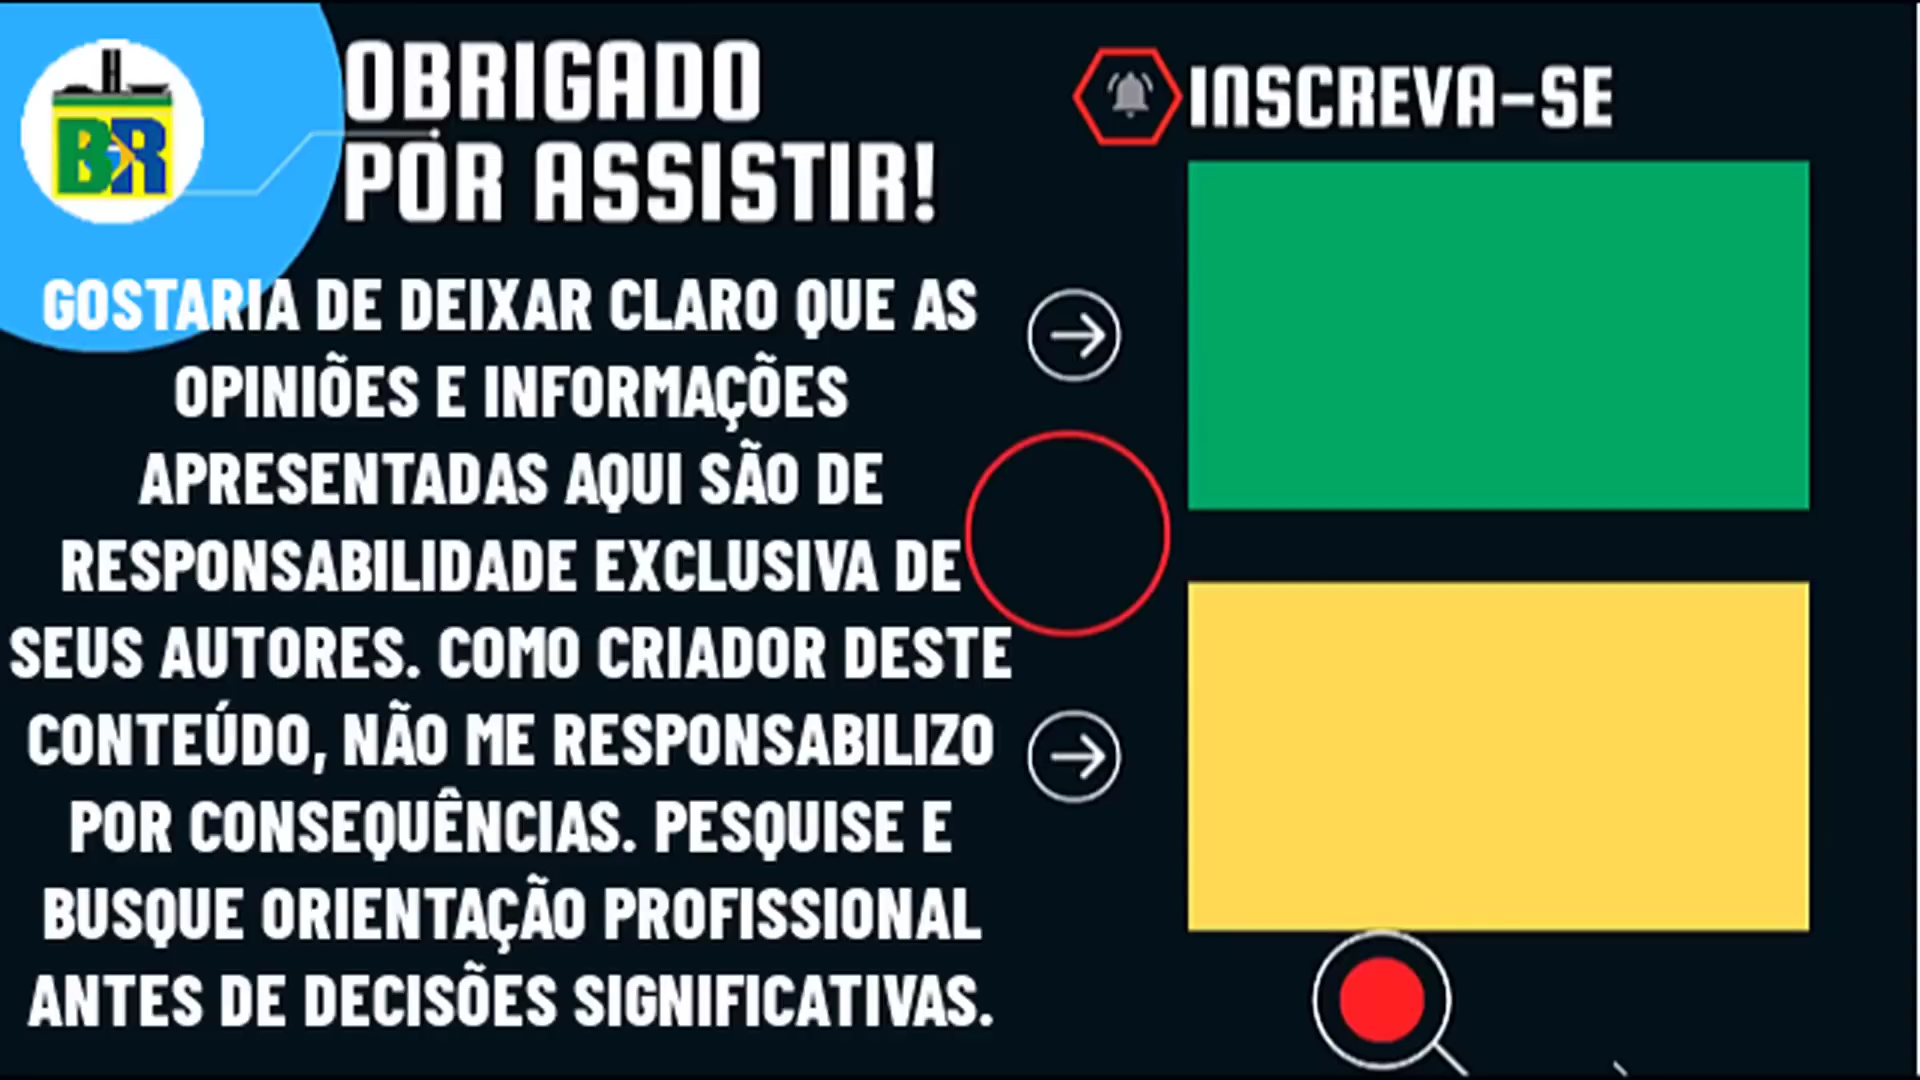 BR
OBRIGADO
POR ASSISTIR!
INSCREVA-SE
GOSTARIA DE DEIXAR CLARO QUE AS
OPINIÕES E INFORMAÇÕES
APRESENTADAS AQUI SÃO DE
RESPONSABILIDADE EXCLUSIVA DE
SEUS AUTORES. COMO CRIADOR DESTE
CONTEÚDO, NÃO ME RESPONSABILIZO
POR CONSEQUÊNCIAS. PESQUISE E
BUSQUE ORIENTAÇÃO PROFISSIONAL
ANTES DE DECISÕES SIGNIFICATIVAS.